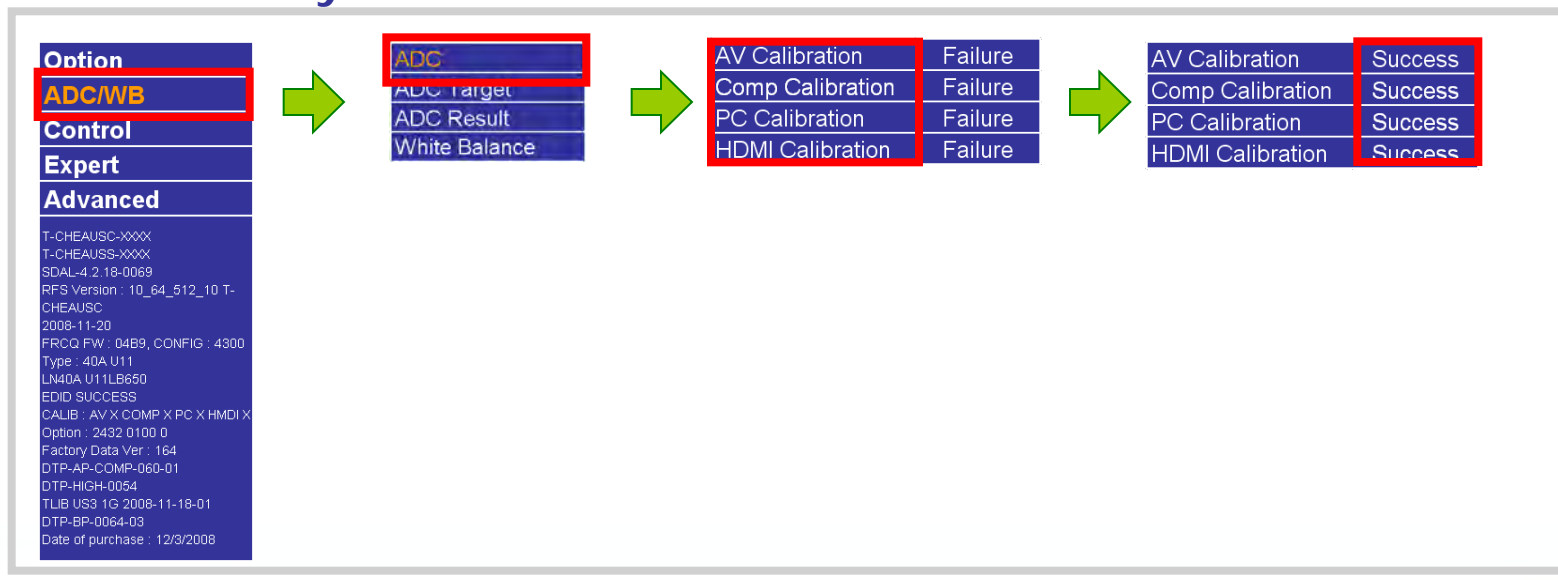 Option
ADC/WB
Control
Expert
Advanced
T-CHEAUSC-XXXX
T-CHEAUSS-XXXX
SDAL-4.2.18-0069
RFS Version : 10_64_512_10 T-
CHEAUSC
2008-11-20
FRCQ FW : 04B9, CONFIG : 4300
Type : 40A U11
LN40A U11LB650
EDID SUCCESS
CALIB : AV X COMP X PC X HMDI X
Option : 2432 0100 0
Factory Data Ver : 164
DTP-AP-COMP-060-01
DTP-HIGH-0054
TLIB US3 1G 2008-11-18-01
DTP-BP-0064-03
Date of purchase : 12/3/2008
ADC
ADC Target
ADC Result
White Balance
AV Calibration Failure
Comp Calibration Failure
PC Calibration Failure
HDMI Calibration Failure
AV Calibration Success
Comp Calibration Success
PC Calibration Success
HDMI Calibration Success